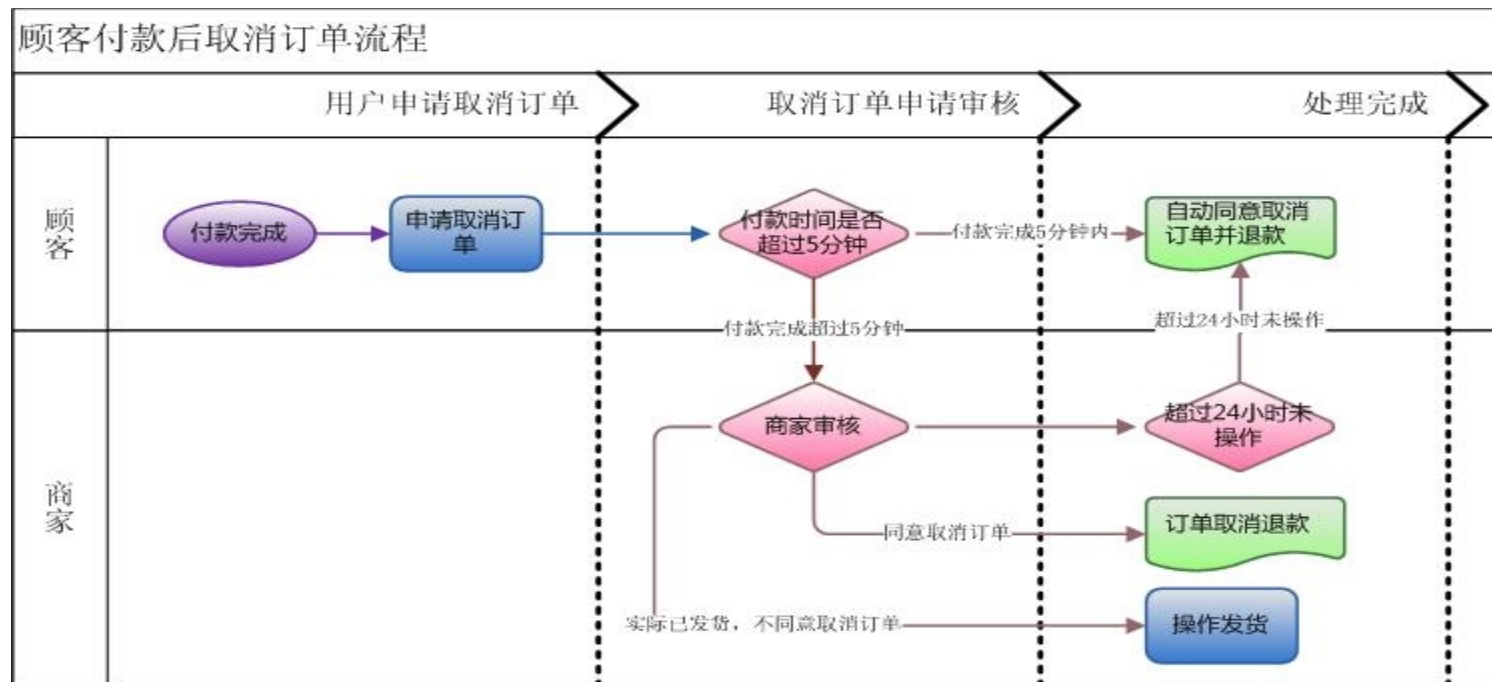 顾客付款后取消订单流程
用户申请取消订单
取消订单申请审核
处理完成
顾
客
付款完成
申请取消订
单
付款时间是否
超过5分钟
付款完成5分钟内
自动同意取消
订单并退款
付款完成超过5分钟
超过24小时未操作
商
家
商家审核
超过24小时未
操作
同意取消订单
订单取消退款
实际已发货，不同意取消订单
操作发货